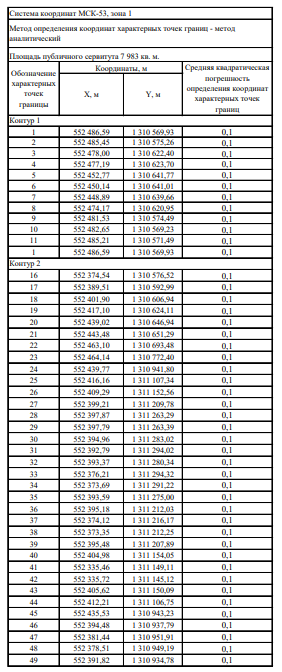 Система координат МСК-53, зона 1
Метод определения координат характерных точек границ - метод
аналитический
Площадь публичного сервитута 7 983 кв. м.
Обозначение характерных точек границы Координаты, м Средняя квадратическая погрешность определения координат характерных точек границ
X, м Y, м
Контур 1
1 552 486,59 1 310 569,93 0,1
2 552 485,45 1 310 575,26 0,1
3 552 478,00 1 310 622,40 0,1
4 552 477,19 1 310 623,70 0,1
5 552 452,77 1 310 641,77 0,1
6 552 450,14 1 310 641,01 0,1
7 552 448,89 1 310 639,66 0,1
8 552 474,17 1 310 620,95 0,1
9 552 481,53 1 310 574,49 0,1
10 552 482,65 1 310 569,23 0,1
11 552 485,21 1 310 571,49 0,1
1 552 486,59 1 310 569,93 0,1
Контур 2
16 552 374,54 1 310 576,52 0,1
17 552 389,51 1 310 592,99 0,1
18 552 401,90 1 310 606,94 0,1
19 552 417,10 1 310 624,11 0,1
20 552 439,02 1 310 646,94 0,1
21 552 443,48 1 310 651,29 0,1
22 552 463,10 1 310 693,48 0,1
23 552 464,14 1 310 772,40 0,1
24 552 439,77 1 310 941,80 0,1
25 552 416,16 1 311 107,34 0,1
26 552 409,29 1 311 152,56 0,1
27 552 399,21 1 311 209,78 0,1
28 552 397,87 1 311 263,29 0,1
29 552 397,79 1 311 263,39 0,1
30 552 394,96 1 311 283,02 0,1
31 552 392,79 1 311 294,02 0,1
32 552 393,37 1 311 280,34 0,1
33 552 376,21 1 311 294,32 0,1
34 552 373,69 1 311 291,22 0,1
35 552 393,59 1 311 275,00 0,1
36 552 395,18 1 311 212,03 0,1
37 552 374,12 1 311 216,17 0,1
38 552 373,35 1 311 212,25 0,1
39 552 395,48 1 311 207,89 0,1
40 552 404,98 1 311 154,05 0,1
41 552 335,46 1 311 149,11 0,1
42 552 335,72 1 311 145,12 0,1
43 552 405,62 1 311 150,09 0,1
44 552 412,21 1 311 106,75 0,1
45 552 435,53 1 310 943,23 0,1
46 552 394,48 1 310 937,79 0,1
47 552 381,44 1 310 951,91 0,1
48 552 378,51 1 310 949,19 0,1
49 552 391,82 1 310 934,78 0,1